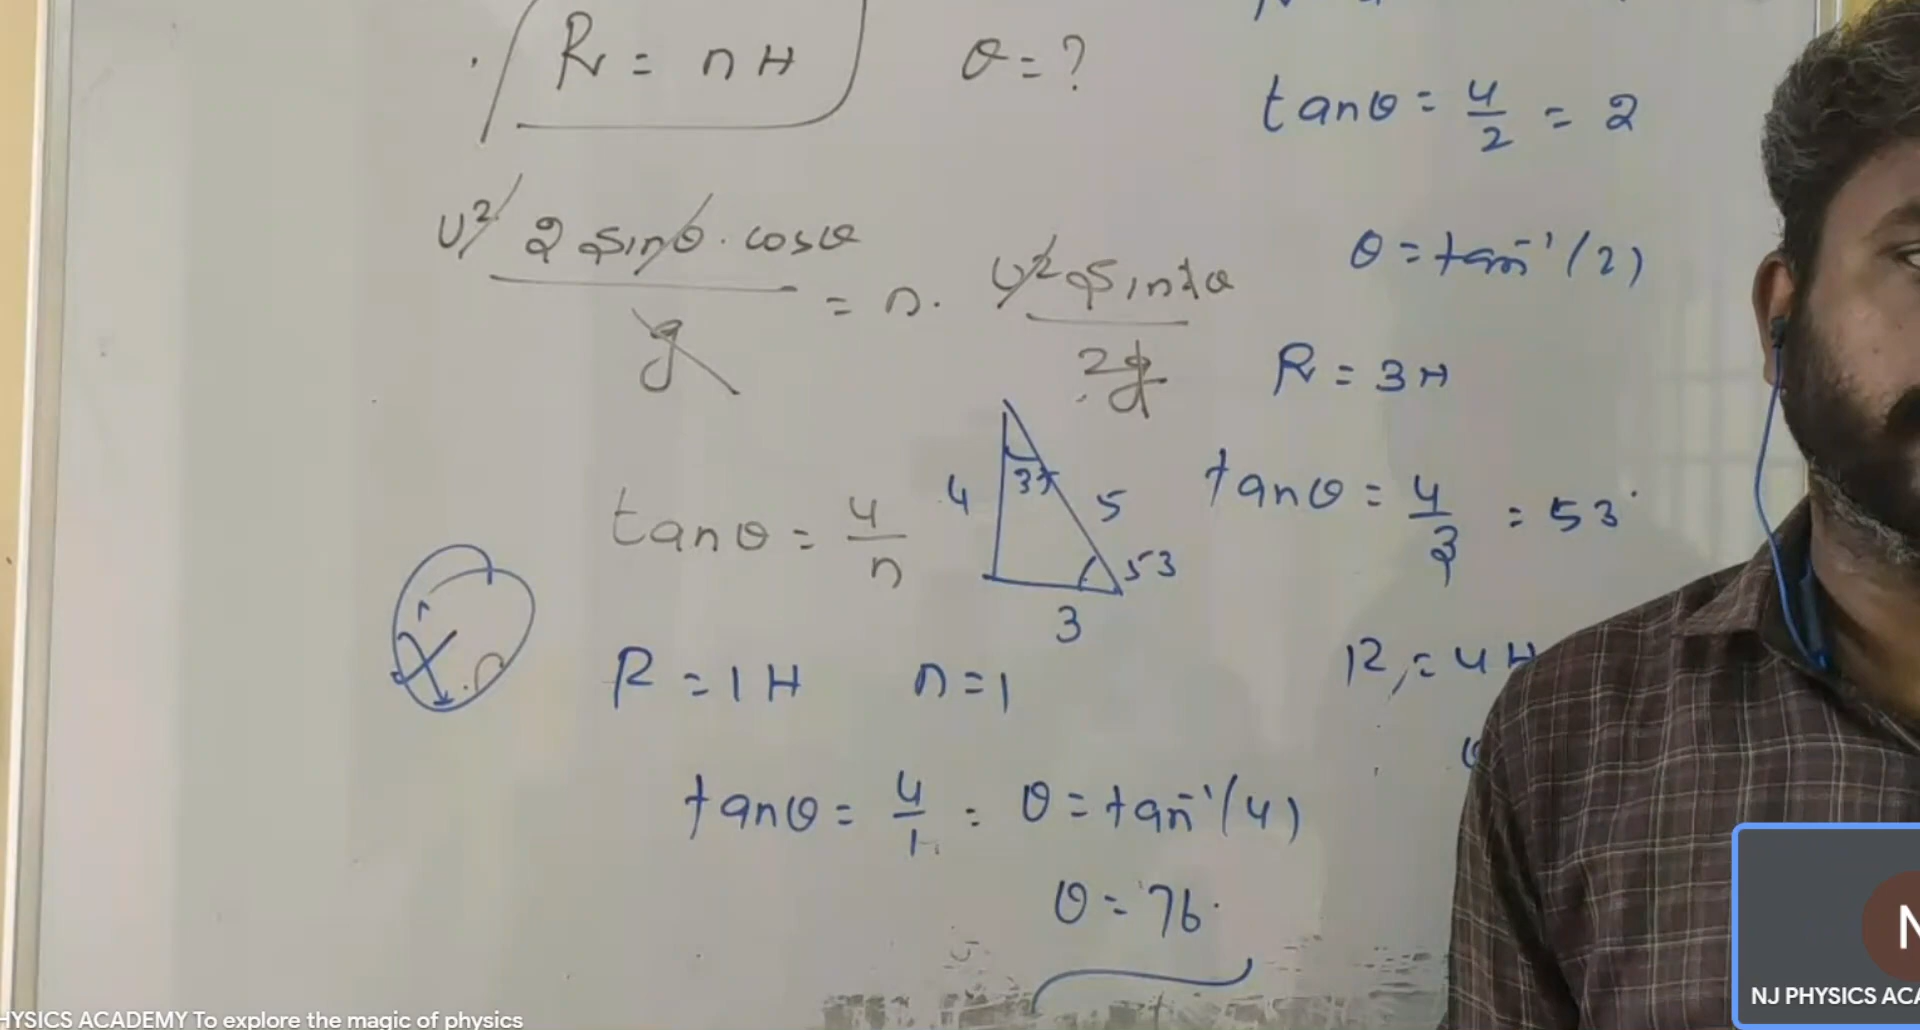 R = nH θ = ?
u² 2 sinθ . cosθ / g = n . u² sin²θ / 2g
tanθ = 4/n
4 37 5 53 3
R = 1H n = 1
tanθ = 4/1 = θ = tan⁻¹(4)
θ = 76°
tanθ = 4/2 = 2
θ = tan⁻¹(2)
R = 3H
tanθ = 4/3 = 53°
R = 4H
HYSICS ACADEMY To explore the magic of physics
N
NJ PHYSICS ACA